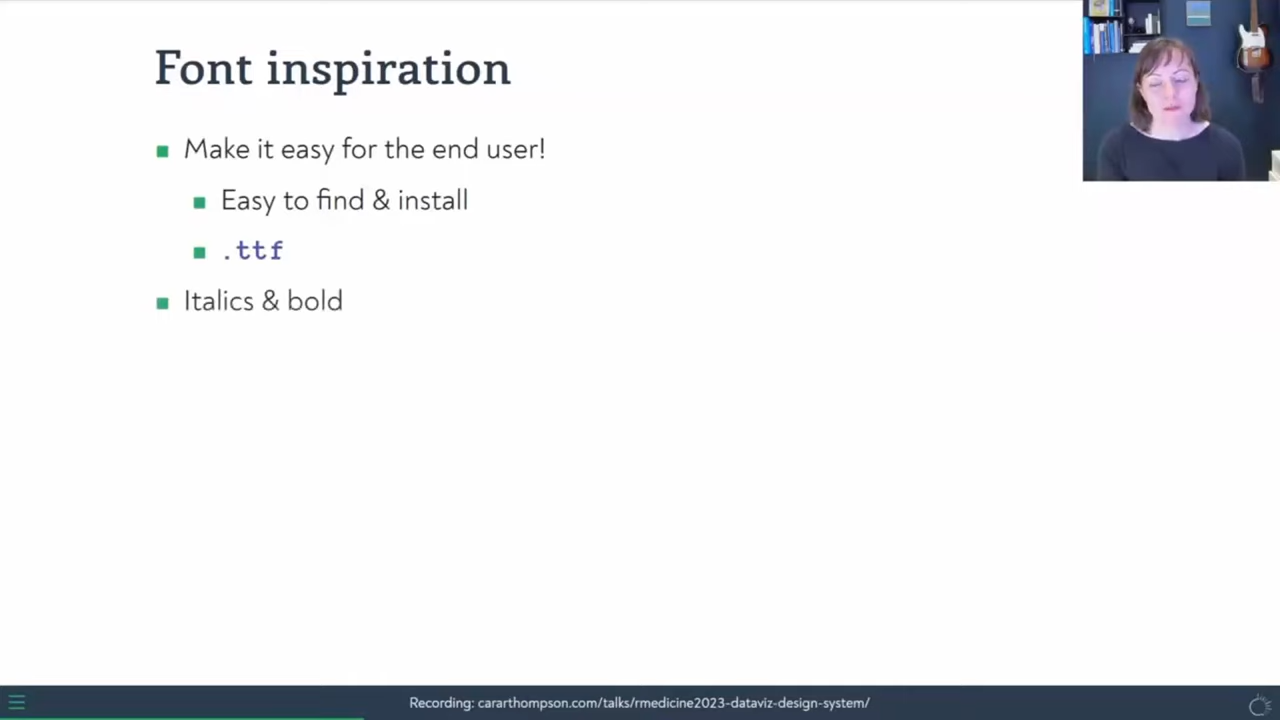 Font inspiration
Make it easy for the end user!
Easy to find & install
.ttf
Italics & bold
Recording: cararthompson.com/talks/rmedicine2023-dataviz-design-system/